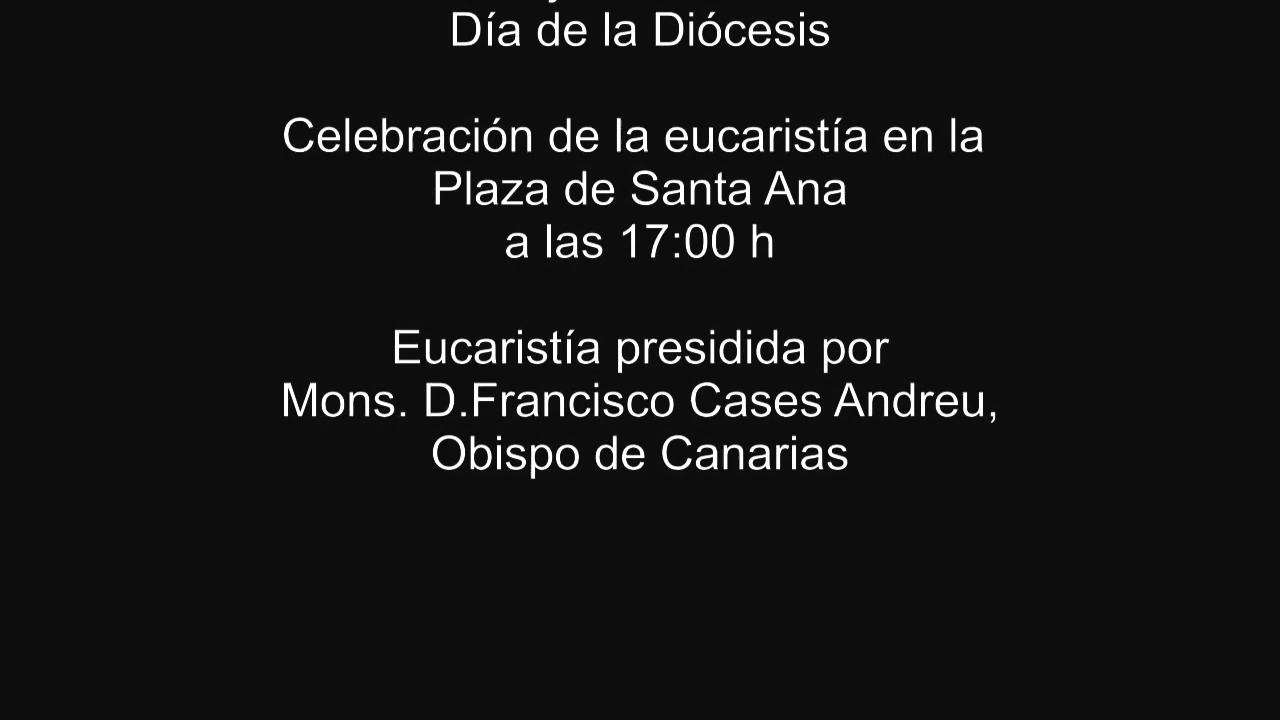 Día de la Diócesis
Celebración de la eucaristía en la
Plaza de Santa Ana
a las 17:00 h
Eucaristía presidida por
Mons. D.Francisco Cases Andreu,
Obispo de Canarias